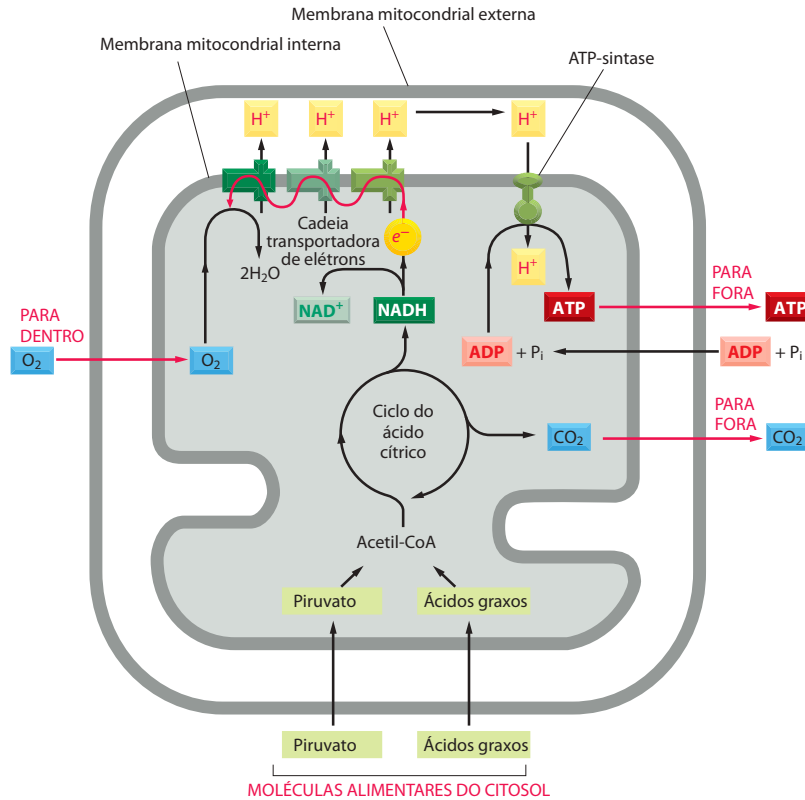 Membrana mitocondrial externa
Membrana mitocondrial interna
ATP-sintase
H+
H+
H+
H+
Cadeia
transportadora
de elétrons
e−
H+
2H2O
NAD+
NADH
ATP
PARA
FORA
ATP
PARA
DENTRO
O2
O2
ADP + Pi
ADP + Pi
Ciclo do
ácido
cítrico
CO2
PARA
FORA
CO2
Acetil-CoA
Piruvato
Ácidos graxos
Piruvato
Ácidos graxos
MOLÉCULAS ALIMENTARES DO CITOSOL